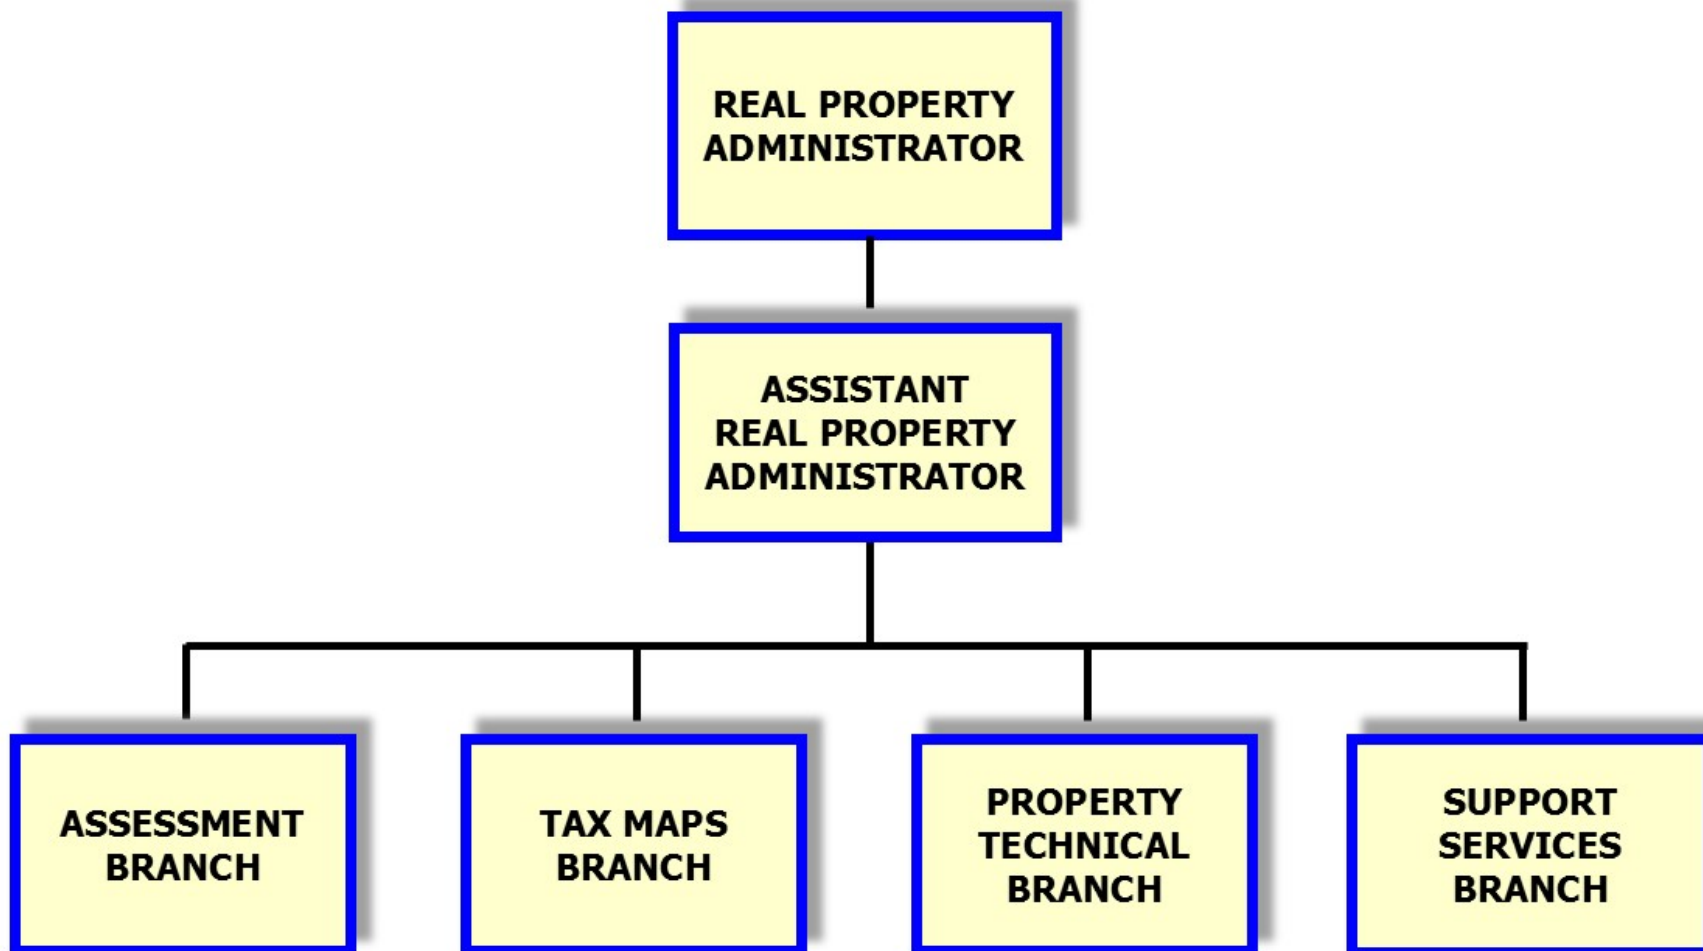 REAL PROPERTY
ADMINISTRATOR
ASSISTANT
REAL PROPERTY
ADMINISTRATOR
ASSESSMENT
BRANCH
TAX MAPS
BRANCH
PROPERTY
TECHNICAL
BRANCH
SUPPORT
SERVICES
BRANCH